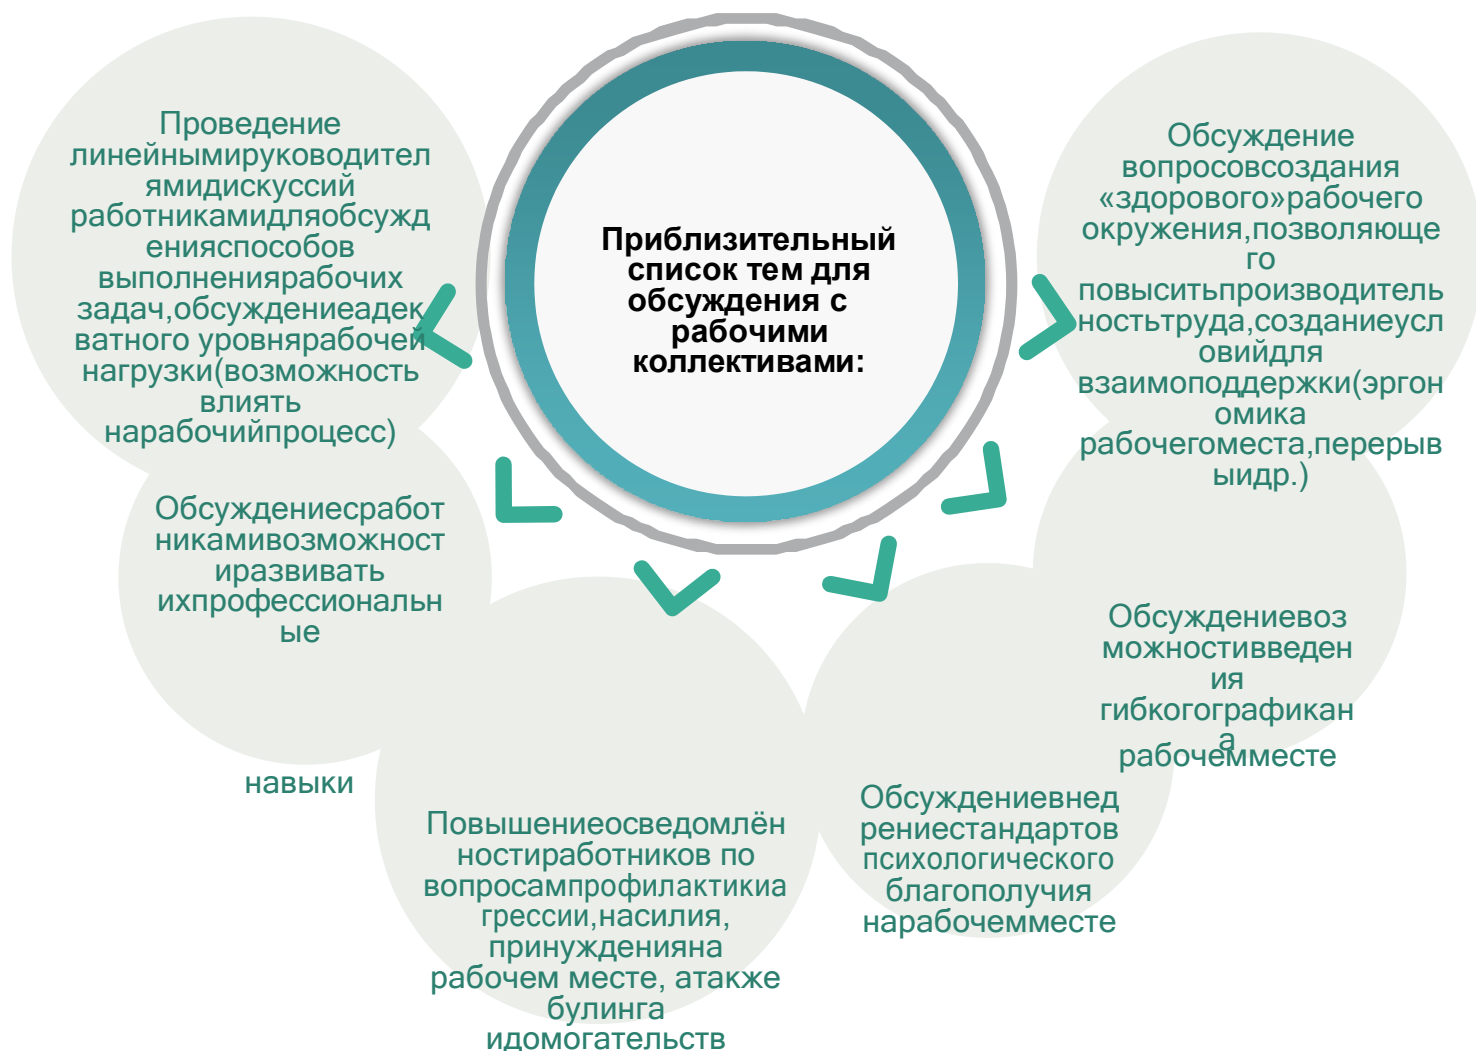 Приблизительный
список тем для
обсуждения с
рабочими
коллективами:
Проведение
линейнымируководител
ямидискуссий
работникамидляобсужд
енияспособов
выполнениярабочих
задач,обсуждениеадек
ватного уровнярабочей
нагрузки(возможность
влиять
нарабочийпроцесс)
Обсуждениесработ
никамивозможност
иразвивать
ихпрофессиональн
ые
навыки
Повышениеосведомлён
ностиработников по
вопросампрофилактикиа
грессии,насилия,
принужденияна
рабочем месте, атакже
булинга
идомогательств
Обсуждениевнед
рениестандартов
психологического
благополучия
нарабочемместе
Обсуждениевоз
можностивведен
ия
гибкогографикан
а
рабочемместе
Обсуждение
вопросовсоздания
«здорового»рабочего
окружения,позволяюще
го
повыситьпроизводитель
ностьтруда,созданиеусл
овийдля
взаимоподдержки(эргон
омика
рабочегоместа,перерыв
ыидр.)